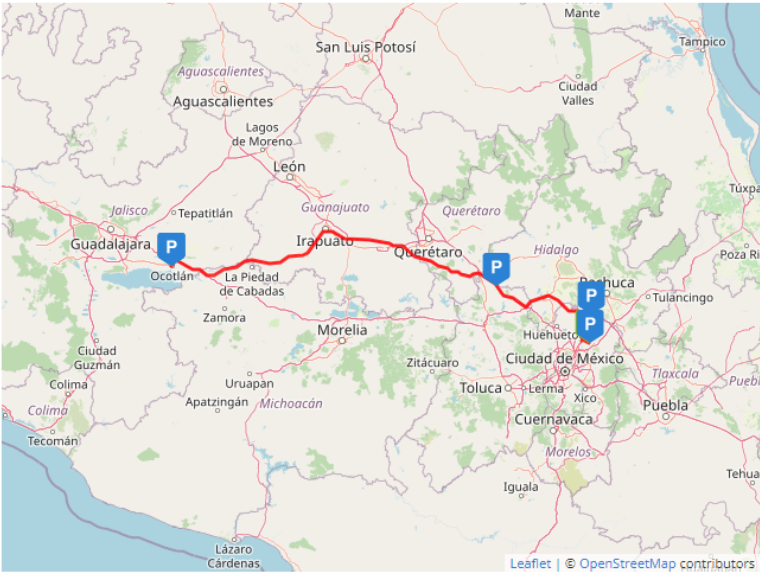 Mante
San Luis Potosí
Tampico
Aguascalientes
Aguascalientes
Ciudad
Valles
Lagos
de Moreno
León
Túxpa
Jalisco
Tepatitlán
Guanajuato
Querétaro
Guadalajara
P
Irapuato
Querétaro
Hidalgo
Poza Ri
Ocotlán
La Piedad
de Cabadas
P
Pachuca
P
Tulancingo
Zamora
Morelia
Huehueto
P
Ciudad
Guzmán
Zitácuaro
Ciudad de México
Colima
Uruapan
Toluca
Lerma
Tlaxcala
Apatzingán
Michoacán
Xico
Puebla
Pueb
Colima
Cuernavaca
Tecomán
Morelos
Tehua
Iguala
Lázaro
Cárdenas
Leaflet | © OpenStreetMap contributors